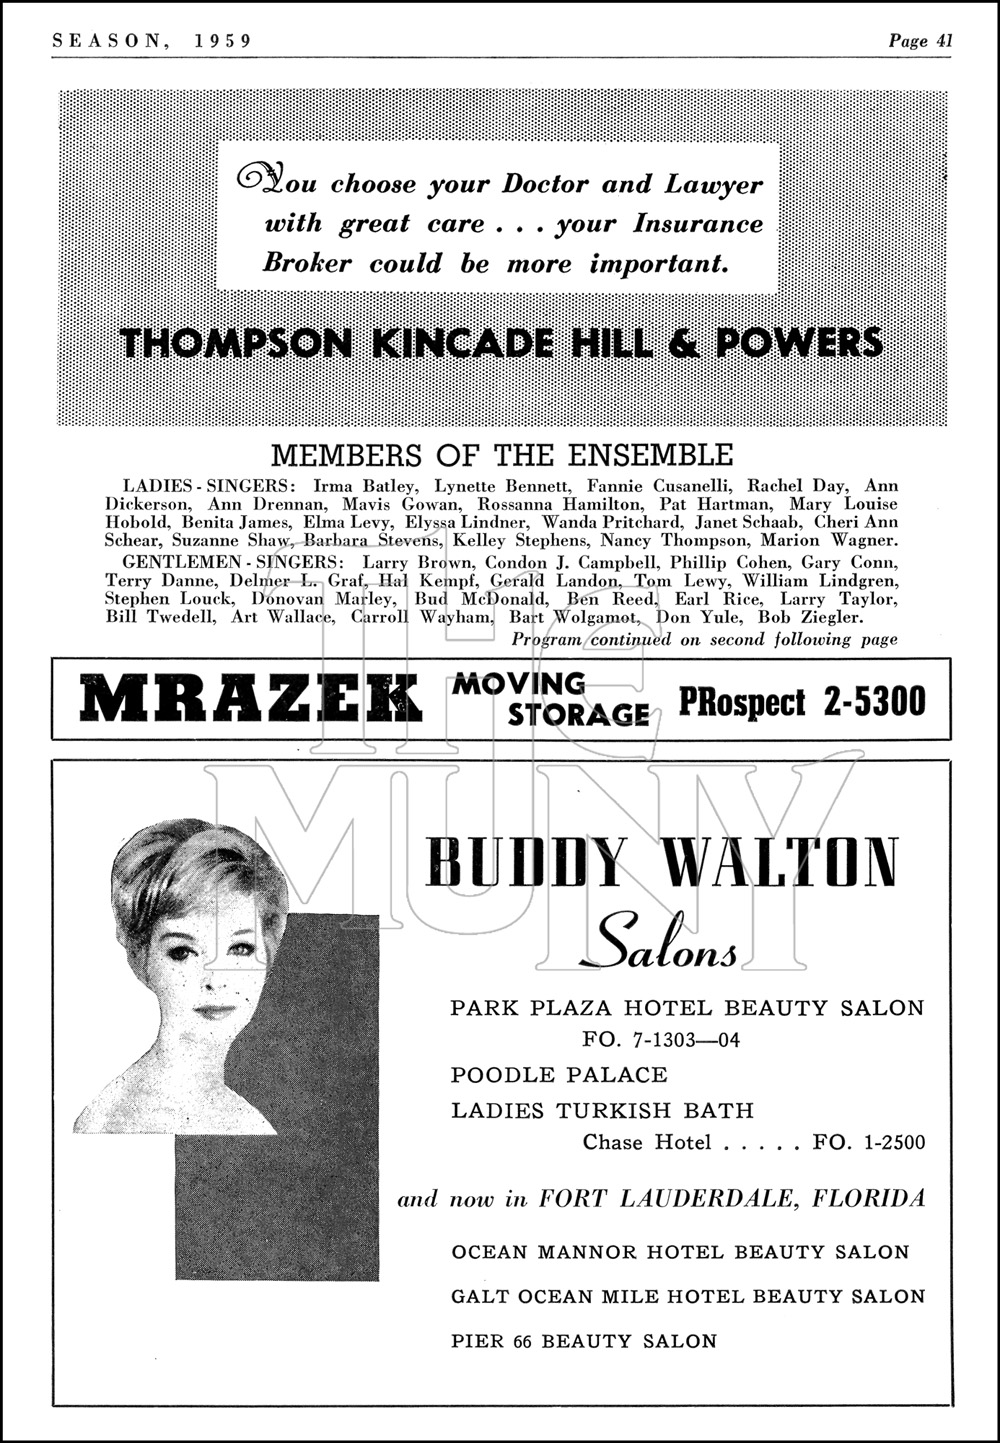 SEASON, 1959
Page 41
You choose your Doctor and Lawyer
with great care . . . your Insurance
Broker could be more important.
THOMPSON KINCADE HILL & POWERS
MEMBERS OF THE ENSEMBLE
LADIES - SINGERS: Irma Batley, Lynette Bennett, Fannie Cusanelli, Rachel Day, Ann
Dickerson, Ann Drennan, Mavis Gowan, Rossanna Hamilton, Pat Hartman, Mary Louise
Hobold, Benita James, Elma Levy, Elyssa Lindner, Wanda Pritchard, Janet Schaab, Cheri Ann
Schear, Suzanne Shaw, Barbara Stevens, Kelley Stephens, Nancy Thompson, Marion Wagner.
GENTLEMEN - SINGERS: Larry Brown, Condon J. Campbell, Phillip Cohen, Gary Conn,
Terry Danne, Delmer L. Graf, Hal Kempf, Gerald Landon, Tom Lewy, William Lindgren,
Stephen Louck, Donovan Marley, Bud McDonald, Ben Reed, Earl Rice, Larry Taylor,
Bill Twedell, Art Wallace, Carroll Wayham, Bart Wolgamot, Don Yule, Bob Ziegler.
Program continued on second following page
MRAZEK MOVING STORAGE PRospect 2-5300
The
MUNY
BUDDY WALTON
Salons
PARK PLAZA HOTEL BEAUTY SALON
FO. 7-1303—04
POODLE PALACE
LADIES TURKISH BATH
Chase Hotel . . . . . FO. 1-2500
and now in FORT LAUDERDALE, FLORIDA
OCEAN MANNOR HOTEL BEAUTY SALON
GALT OCEAN MILE HOTEL BEAUTY SALON
PIER 66 BEAUTY SALON